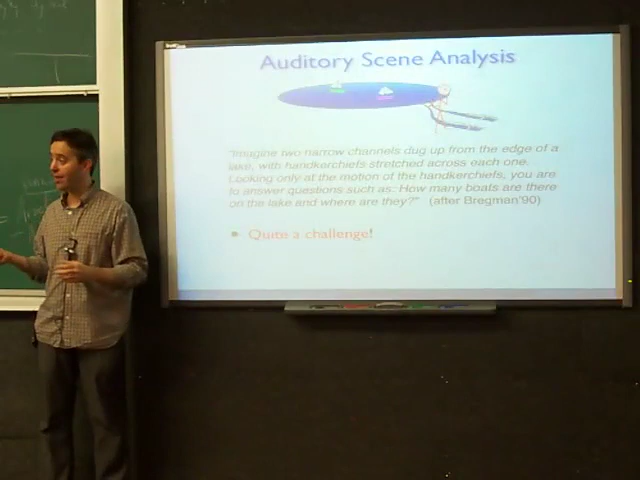 Auditory Scene Analysis
"Imagine two narrow channels dug up from the edge of a
lake, with handkerchiefs stretched across each one.
Looking only at the motion of the handkerchiefs, you are
to answer questions such as: How many boats are there
on the lake and where are they?" (after Bregman'90)
Quite a challenge!